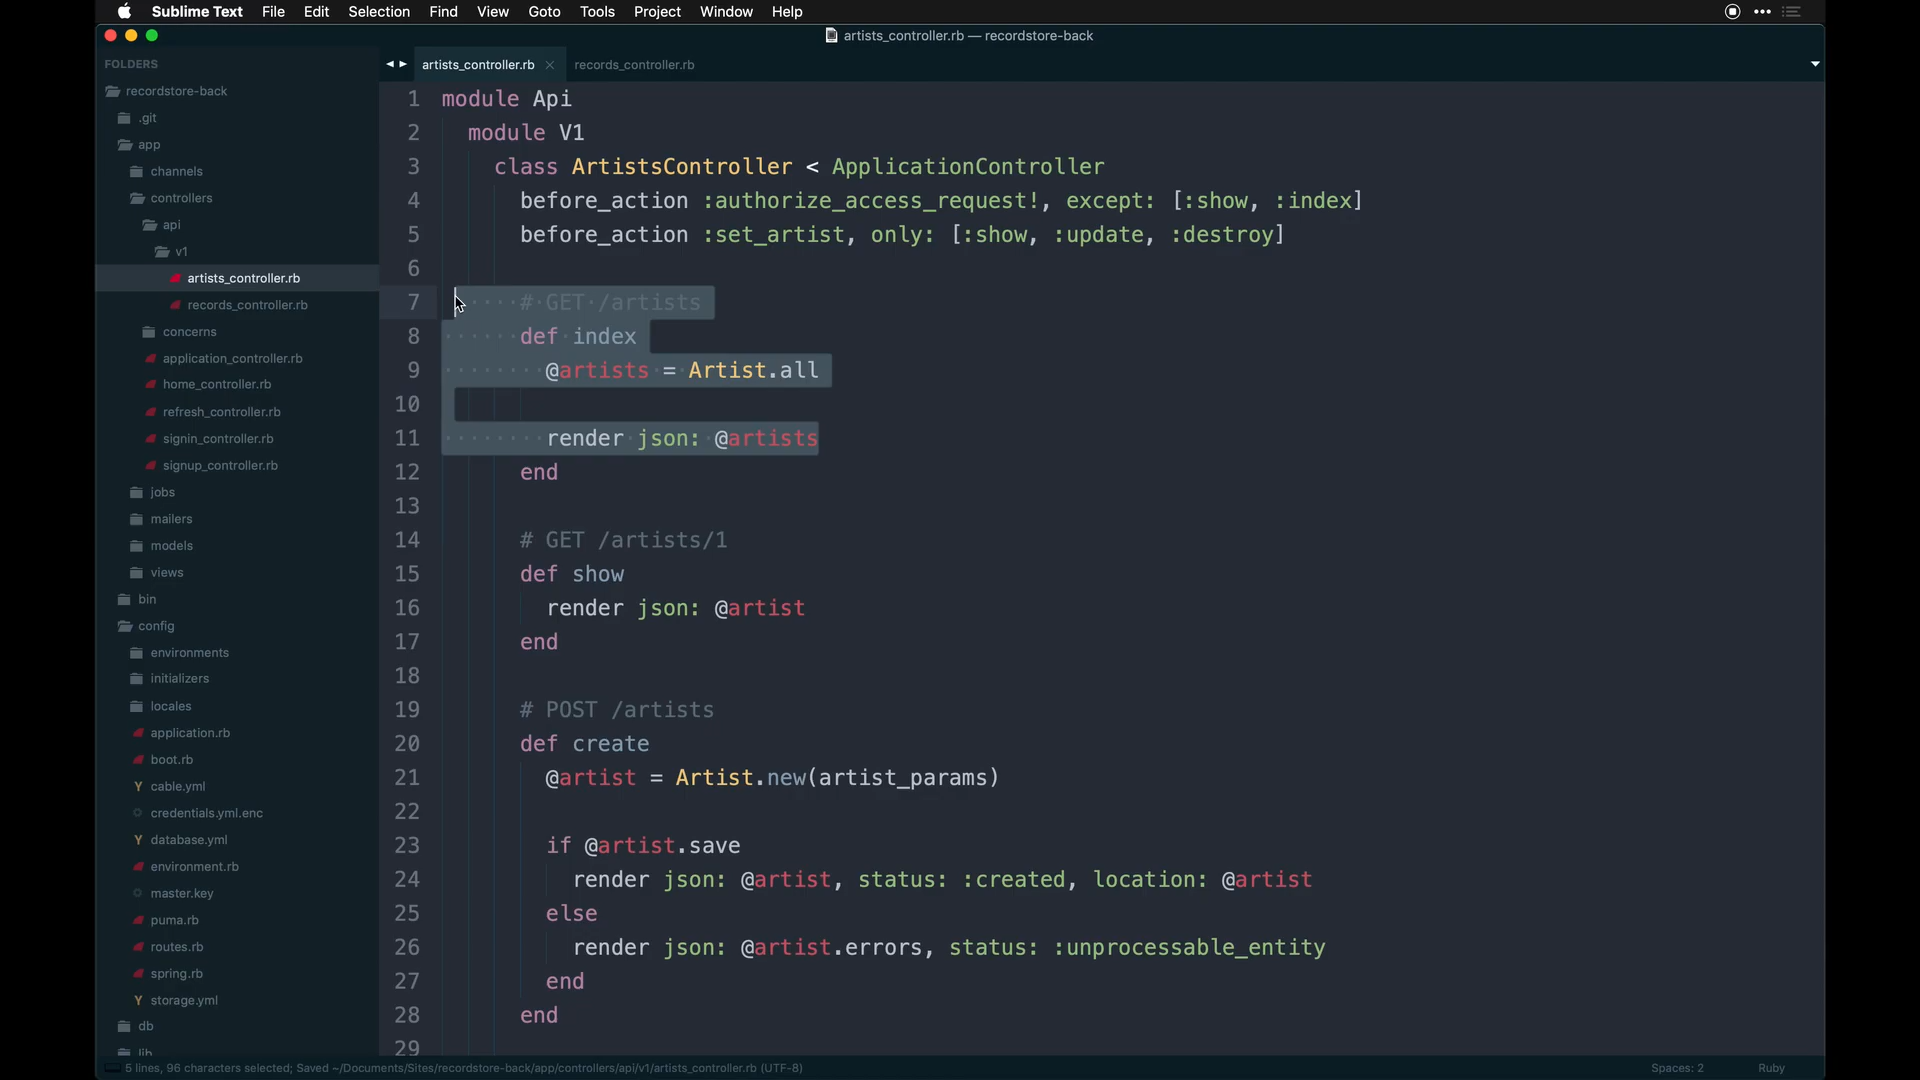 Sublime Text File Edit Selection Find View Goto Tools Project Window Help
artists_controller.rb — recordstore-back
FOLDERS
recordstore-back
.git
app
channels
controllers
api
v1
artists_controller.rb
records_controller.rb
concerns
application_controller.rb
home_controller.rb
refresh_controller.rb
signin_controller.rb
signup_controller.rb
jobs
mailers
models
views
bin
config
environments
initializers
locales
application.rb
boot.rb
cable.yml
credentials.yml.enc
database.yml
environment.rb
master.key
puma.rb
routes.rb
spring.rb
storage.yml
db
lib
artists_controller.rb × records_controller.rb
1 module Api
2 module V1
3 class ArtistsController < ApplicationController
4 before_action :authorize_access_request!, except: [:show, :index]
5 before_action :set_artist, only: [:show, :update, :destroy]
6
7 # GET /artists
8 def index
9 @artists = Artist.all
10
11 render json: @artists
12 end
13
14 # GET /artists/1
15 def show
16 render json: @artist
17 end
18
19 # POST /artists
20 def create
21 @artist = Artist.new(artist_params)
22
23 if @artist.save
24 render json: @artist, status: :created, location: @artist
25 else
26 render json: @artist.errors, status: :unprocessable_entity
27 end
28 end
29
5 lines, 96 characters selected; Saved ~/Documents/Sites/recordstore-back/app/controllers/api/v1/artists_controller.rb (UTF-8) Spaces: 2 Ruby